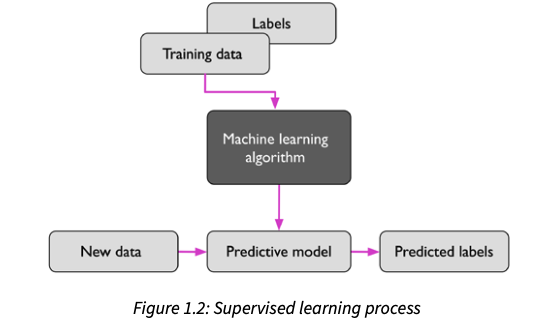 Labels
Training data
Machine learning
algorithm
New data
Predictive model
Predicted labels
Figure 1.2: Supervised learning process